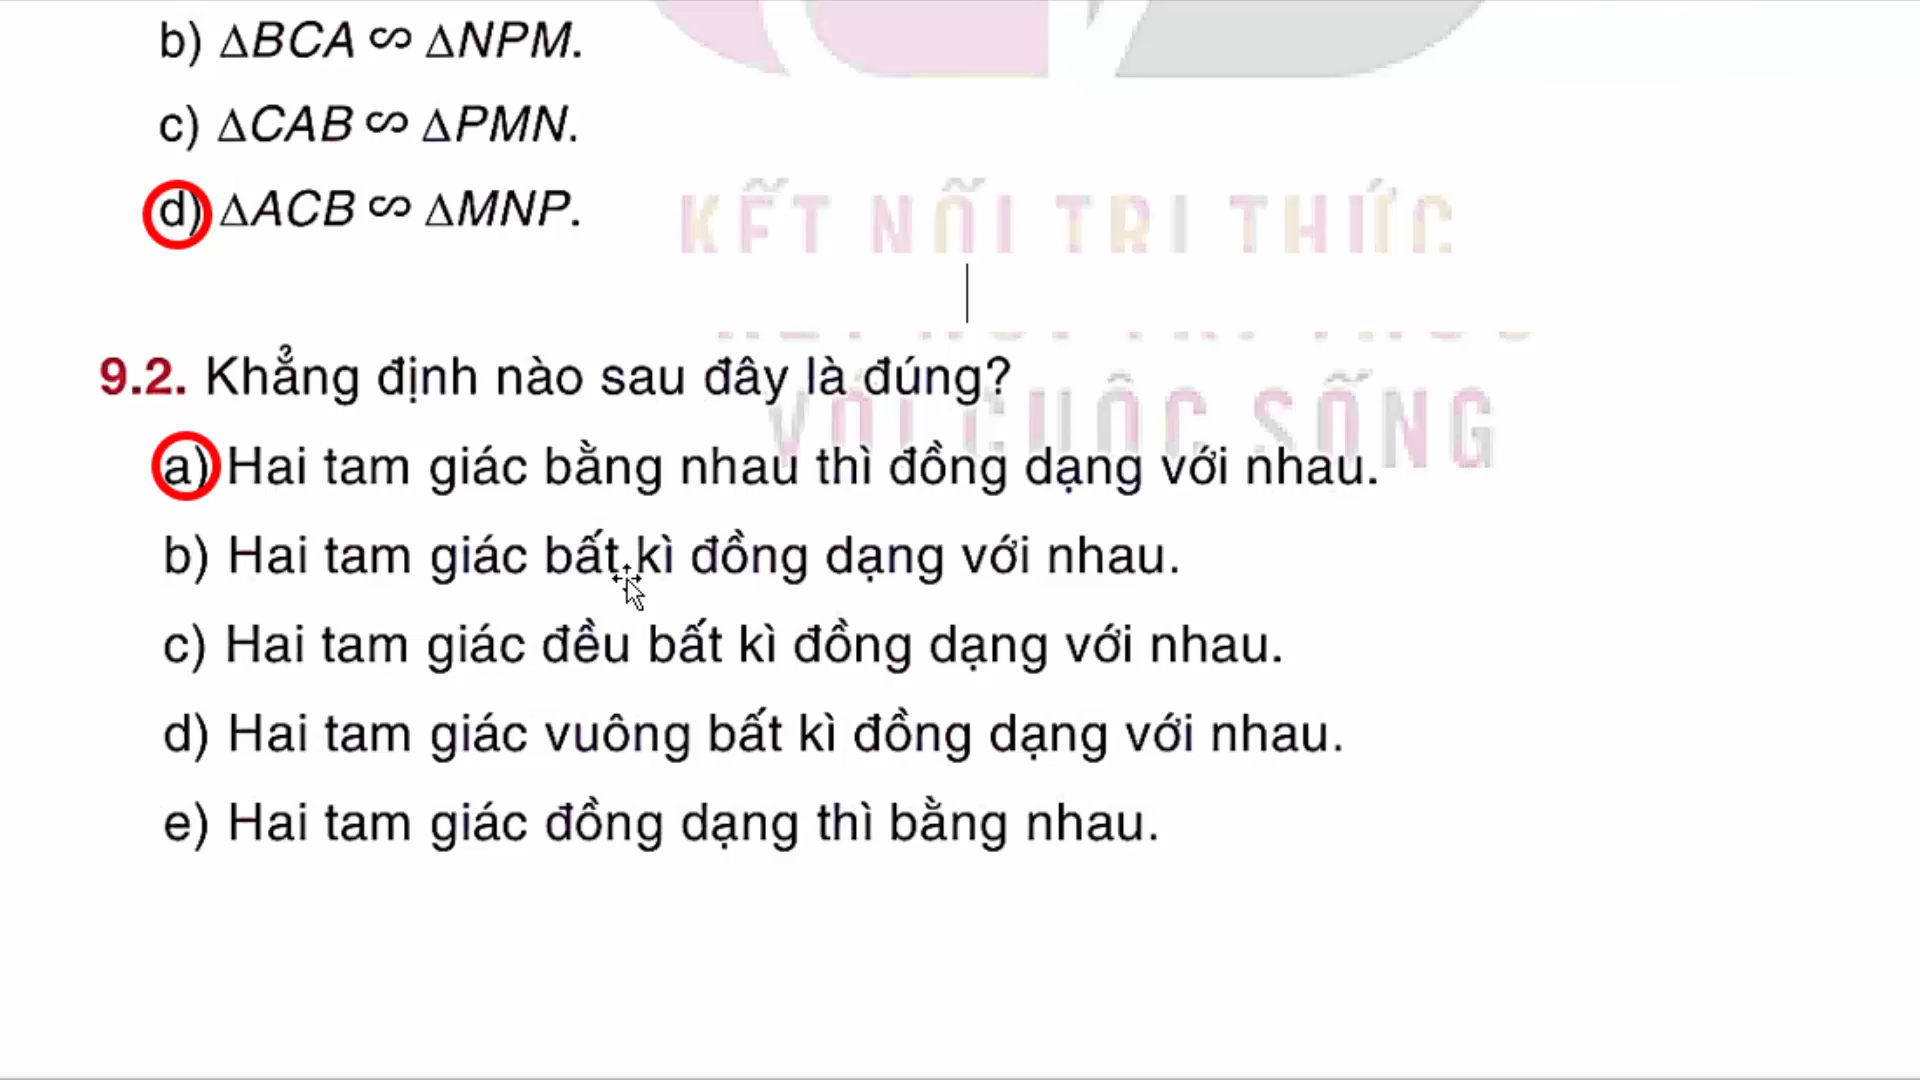 b) ΔBCA ∽ ΔNPM.
c) ΔCAB ∽ ΔPMN.
d) ΔACB ∽ ΔMNP.
KẾT NỐI TRI THỨC
9.2. Khẳng định nào sau đây là đúng?
VỚI CUỘC SỐNG
a) Hai tam giác bằng nhau thì đồng dạng với nhau.
b) Hai tam giác bất kì đồng dạng với nhau.
c) Hai tam giác đều bất kì đồng dạng với nhau.
d) Hai tam giác vuông bất kì đồng dạng với nhau.
e) Hai tam giác đồng dạng thì bằng nhau.